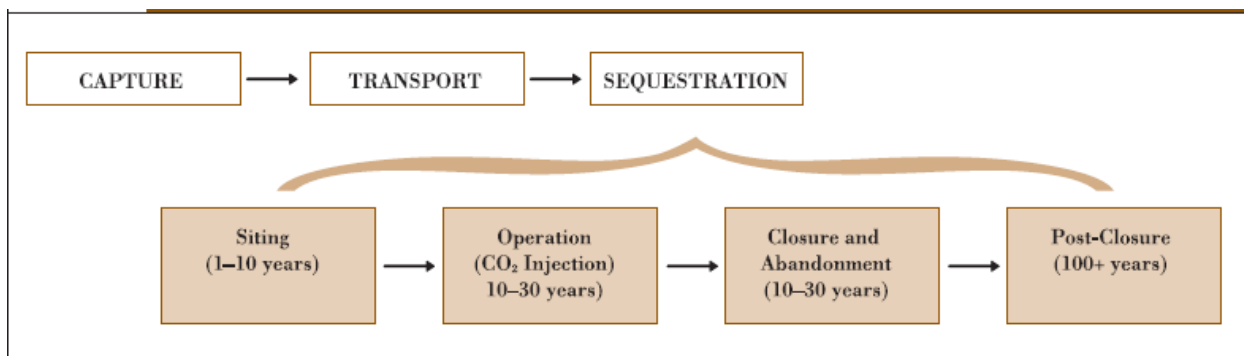 CAPTURE
TRANSPORT
SEQUESTRATION
Siting
(1–10 years)
Operation
(CO₂ Injection)
10–30 years)
Closure and
Abandonment
(10–30 years)
Post-Closure
(100+ years)